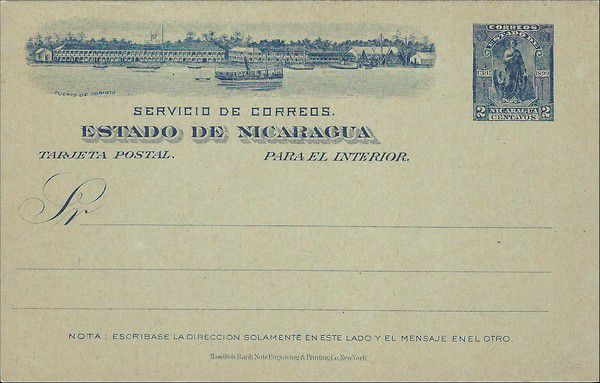 PUERTO DE CORINTO
SERVICIO DE CORREOS.
ESTADO DE NICARAGUA
TARJETA POSTAL. PARA EL INTERIOR.
CORREOS
UPU 1898
2 NICARAGUA 2
CENTAVOS
Sr.
NOTA: ESCRIBASE LA DIRECCION SOLAMENTE EN ESTE LADO Y EL MENSAJE EN EL OTRO.
Hamilton Bank Note Engraving & Printing Co. New York